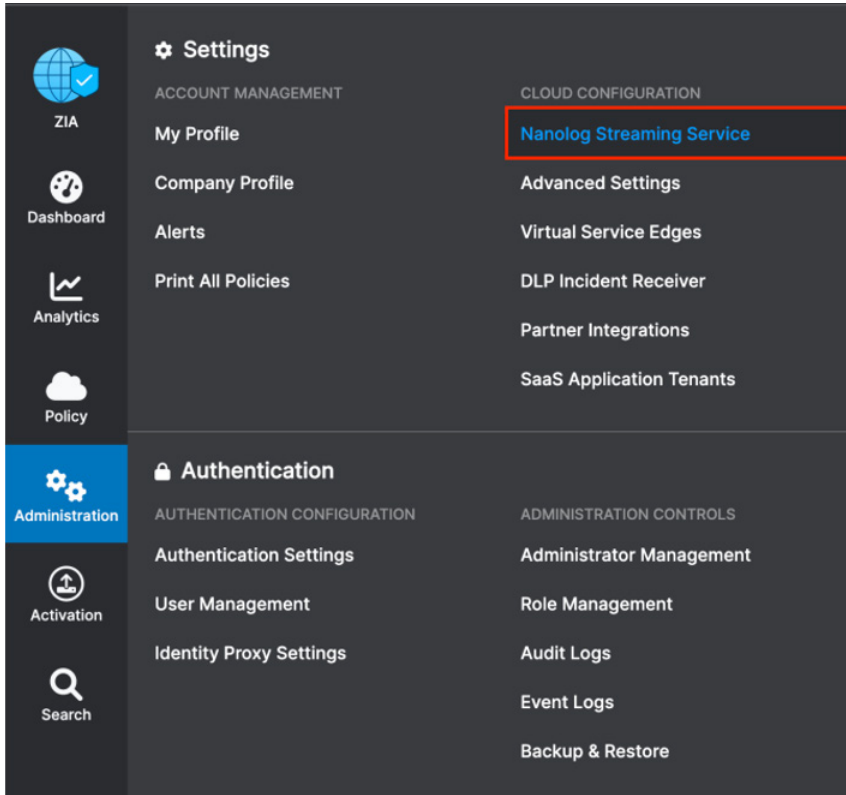 ZIA
Dashboard
Analytics
Policy
Administration
Activation
Search
Settings
ACCOUNT MANAGEMENT
My Profile
Company Profile
Alerts
Print All Policies
CLOUD CONFIGURATION
Nanolog Streaming Service
Advanced Settings
Virtual Service Edges
DLP Incident Receiver
Partner Integrations
SaaS Application Tenants
Authentication
AUTHENTICATION CONFIGURATION
Authentication Settings
User Management
Identity Proxy Settings
ADMINISTRATION CONTROLS
Administrator Management
Role Management
Audit Logs
Event Logs
Backup & Restore